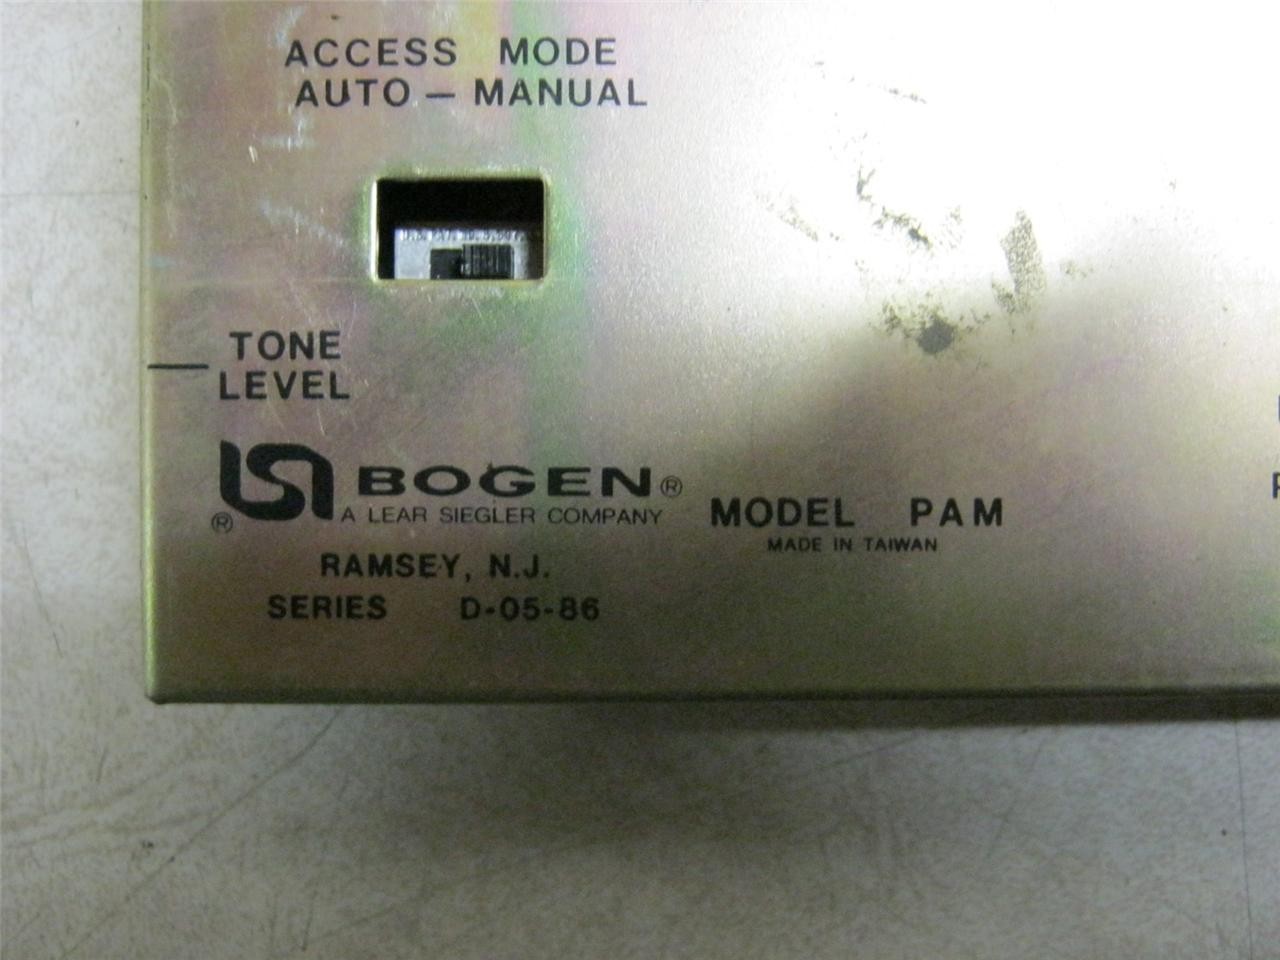 ACCESS MODE
AUTO — MANUAL
TONE
LEVEL
LSI BOGEN®
® A LEAR SIEGLER COMPANY
MODEL PAM
MADE IN TAIWAN
RAMSEY, N.J.
SERIES D-05-86